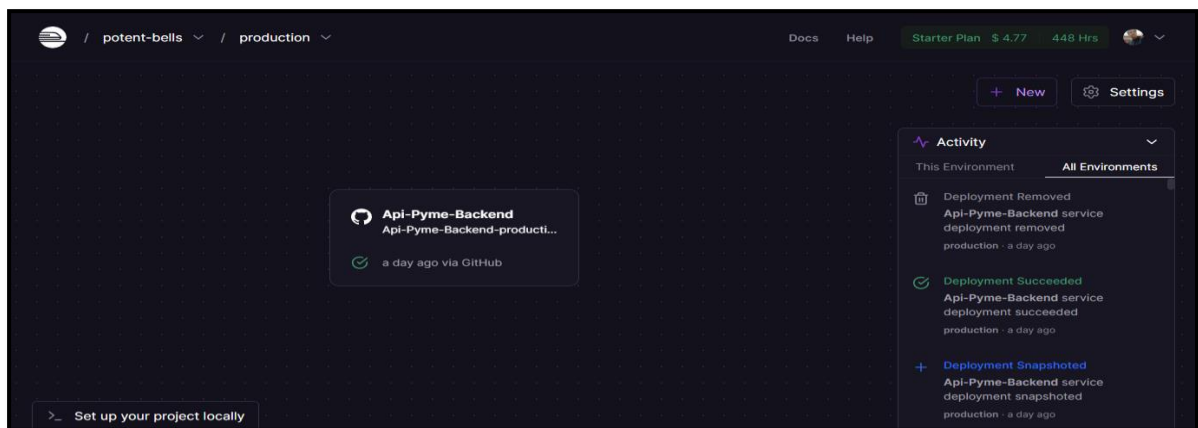 / potent-bells / production
Docs Help Starter Plan $ 4.77 448 Hrs
+ New Settings
Activity
This Environment All Environments
Api-Pyme-Backend
Api-Pyme-Backend-producti...
a day ago via GitHub
Deployment Removed
Api-Pyme-Backend service
deployment removed
production · a day ago
Deployment Succeeded
Api-Pyme-Backend service
deployment succeeded
production · a day ago
Deployment Snapshoted
Api-Pyme-Backend service
deployment snapshoted
production · a day ago
>_ Set up your project locally